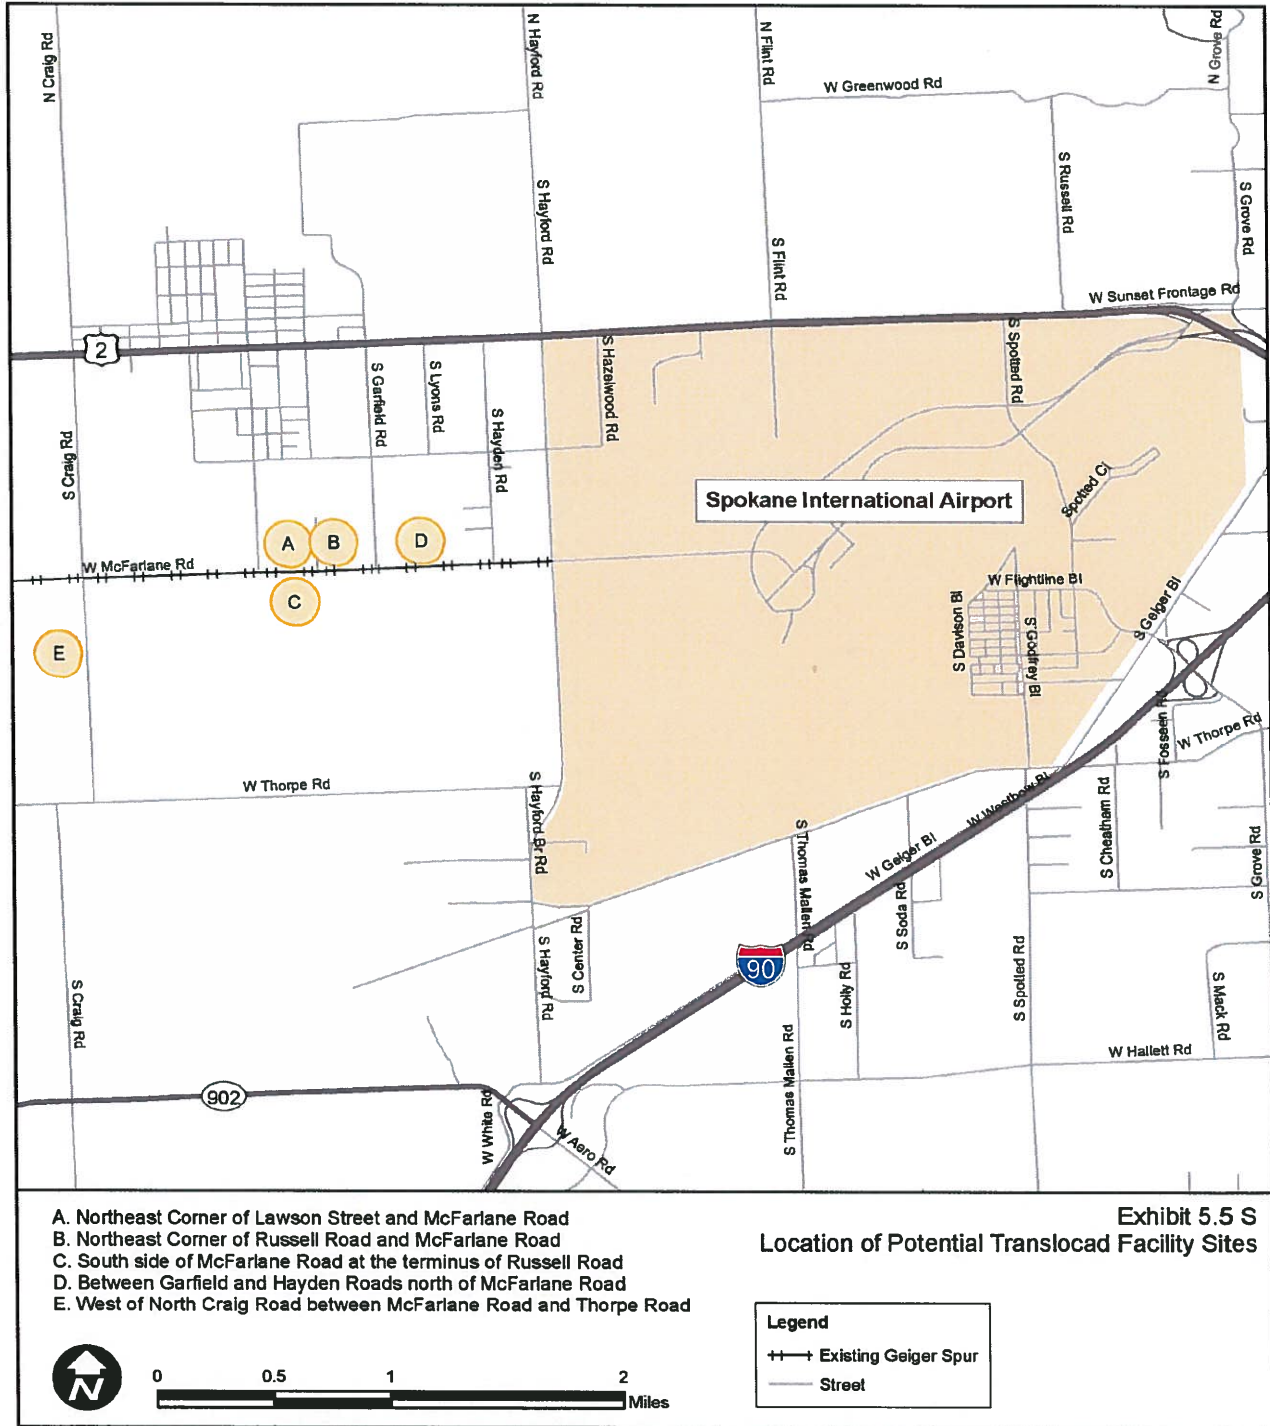 N Craig Rd
N Hayford Rd
N Flint Rd
N Grove Rd
W Greenwood Rd
S Russell Rd
S Hayford Rd
S Grove Rd
S Flint Rd
W Sunset Frontage Rd
2
S Spotted Rd
S Hazelwood Rd
S Garfield Rd
S Lyons Rd
S Hayden Rd
S Craig Rd
Spokane International Airport
Spotted Cl
A
B
D
W McFarlane Rd
C
W Flightline Bl
S Davison Bl
S Godfrey Bl
S Geiger Bl
E
S Fosseen Rd
W Thorpe Rd
W Thorpe Rd
S Hayford Br Rd
W Westbow Bl
S Cheatham Rd
S Thomas Mallen Rd
W Geiger Bl
S Grove Rd
S Soda Rd
S Center Rd
S Hayford Rd
90
S Holly Rd
S Spotted Rd
S Mack Rd
S Craig Rd
W Hallett Rd
S Thomas Mallen Rd
902
W White Rd
W Aero Rd
A. Northeast Corner of Lawson Street and McFarlane Road
B. Northeast Corner of Russell Road and McFarlane Road
C. South side of McFarlane Road at the terminus of Russell Road
D. Between Garfield and Hayden Roads north of McFarlane Road
E. West of North Craig Road between McFarlane Road and Thorpe Road
Exhibit 5.5 S
Location of Potential Translocad Facility Sites
N
0 0.5 1 2
Miles
Legend
Existing Geiger Spur
Street